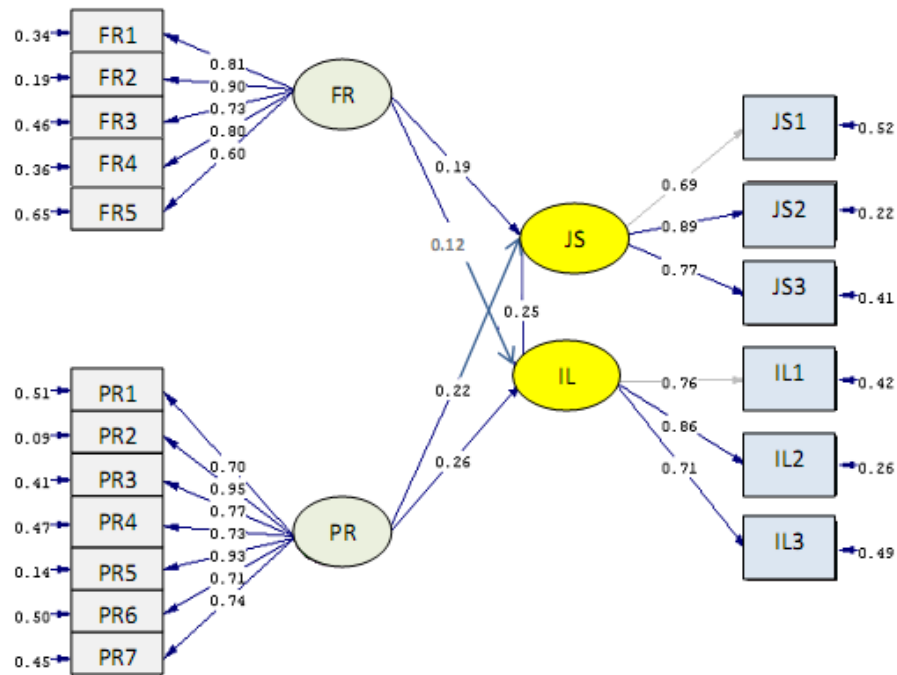 0.34 FR1
0.19 FR2
0.46 FR3
0.36 FR4
0.65 FR5
0.81
0.90
0.73
0.80
0.60
FR
0.19
0.12
JS
0.25
IL
0.22
0.26
0.69
0.89
0.77
JS1 0.52
JS2 0.22
JS3 0.41
0.76
0.86
0.71
IL1 0.42
IL2 0.26
IL3 0.49
0.51 PR1
0.09 PR2
0.41 PR3
0.47 PR4
0.14 PR5
0.50 PR6
0.45 PR7
0.70
0.95
0.77
0.73
0.93
0.71
0.74
PR